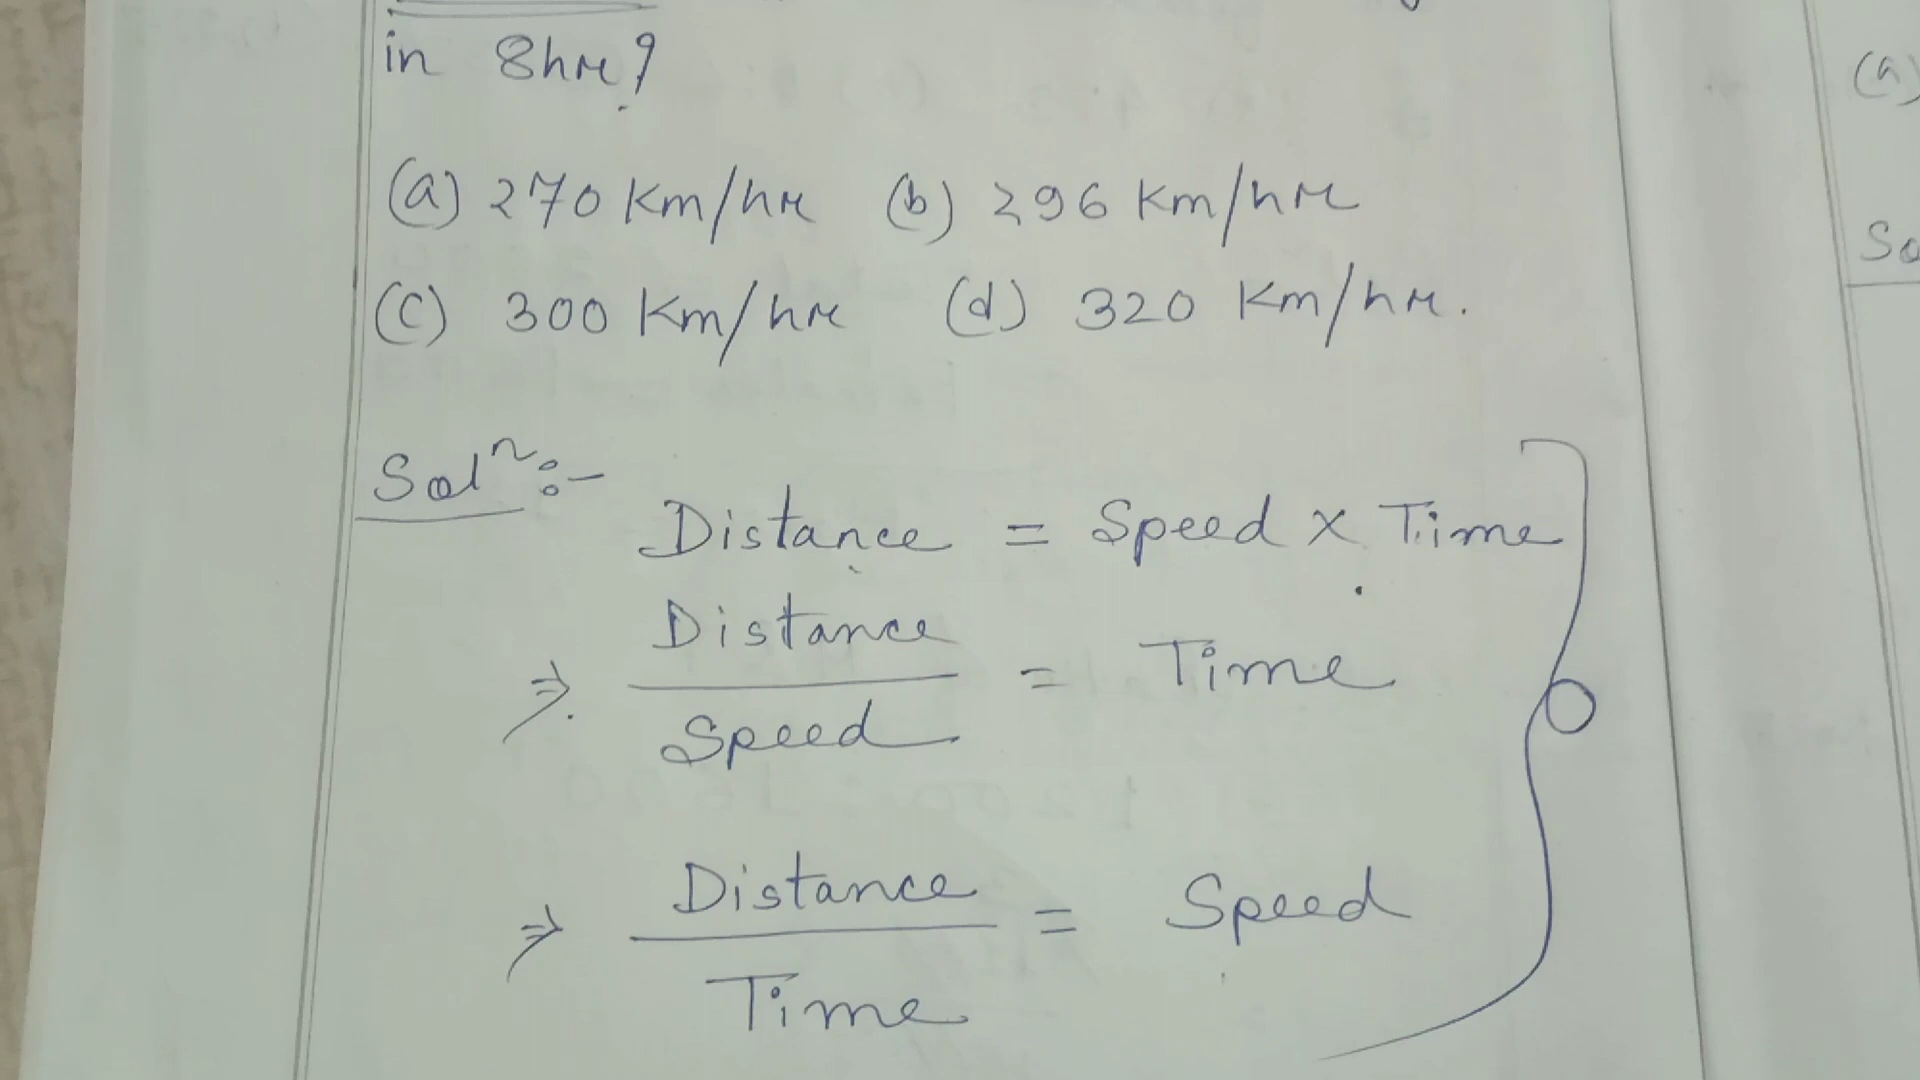 in 8hr?
(a) 270 Km/hr (b) 296 Km/hr
(c) 300 Km/hr (d) 320 Km/hr.
Solⁿ:-
Distance = Speed x Time
⇒ Distance / Speed = Time
⇒ Distance / Time = Speed
(a)
So